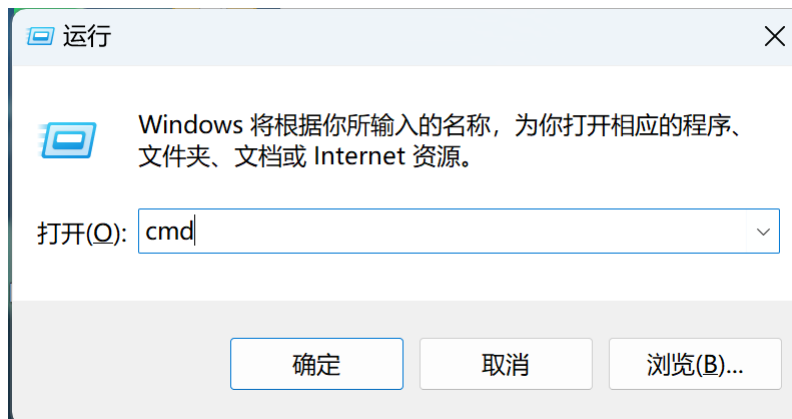 运行
Windows 将根据你所输入的名称，为你打开相应的程序、
文件夹、文档或 Internet 资源。
打开(O): cmd
确定 取消 浏览(B)...